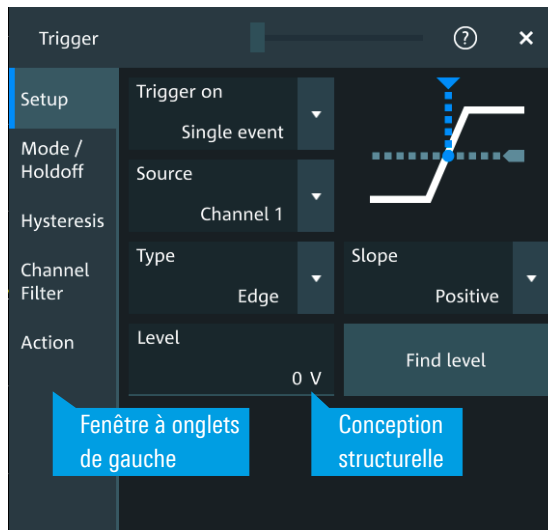 Trigger
?
×
Setup
Mode /
Holdoff
Hysteresis
Channel
Filter
Action
Trigger on
Single event
Source
Channel 1
Type
Edge
Slope
Positive
Level
0 V
Find level
Fenêtre à onglets
de gauche
Conception
structurelle